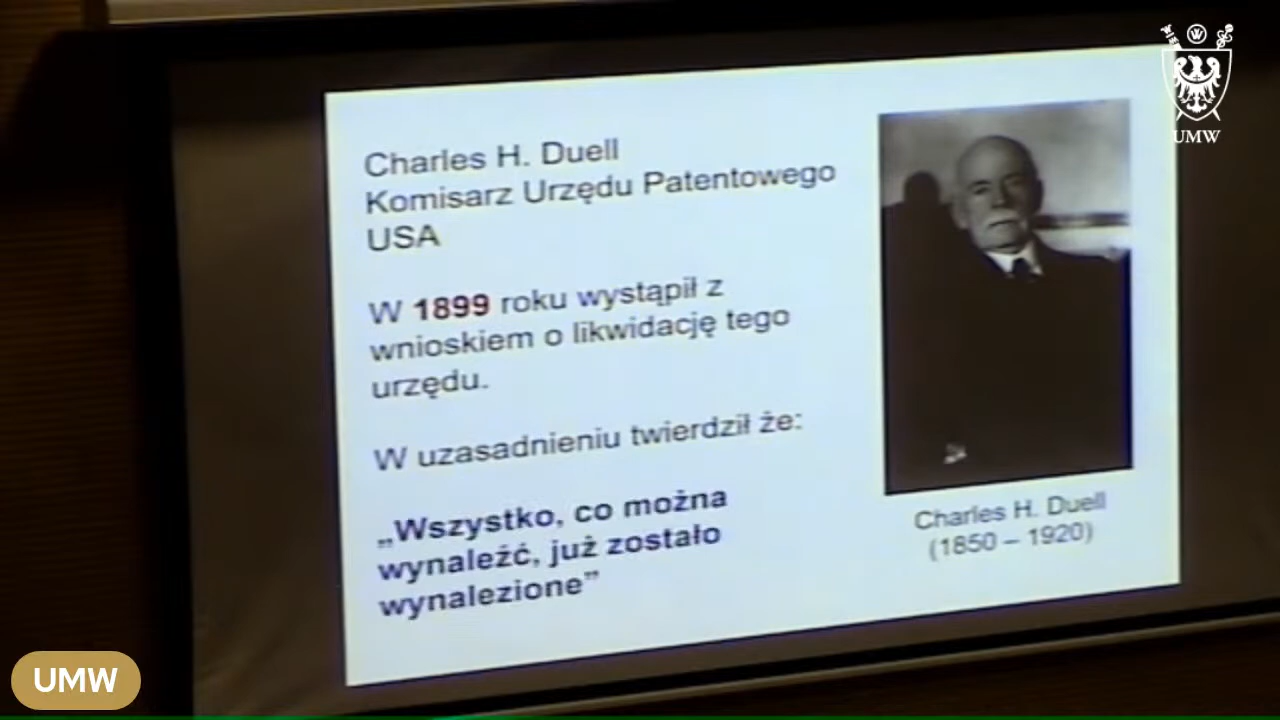 Charles H. Duell
Komisarz Urzędu Patentowego
USA
W 1899 roku wystąpił z
wnioskiem o likwidację tego
urzędu.
W uzasadnieniu twierdził że:
„Wszystko, co można
wynaleźć, już zostało
wynalezione”
Charles H. Duell
(1850 – 1920)
UMW
UMW